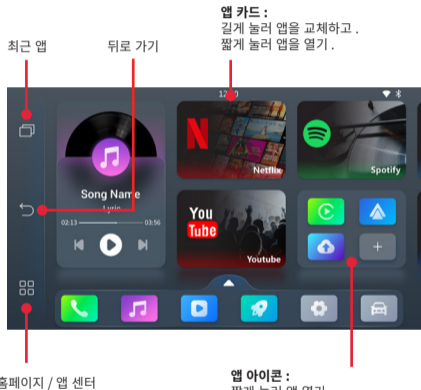 앱 카드 :
길게 눌러 앱을 교체하고 .
짧게 눌러 앱을 열기 .
최근 앱
뒤로 가기
Song Name
Lyric
02:13
03:56
Netflix
Spotify
You
Tube
Youtube
홈페이지 / 앱 센터
앱 아이콘 :